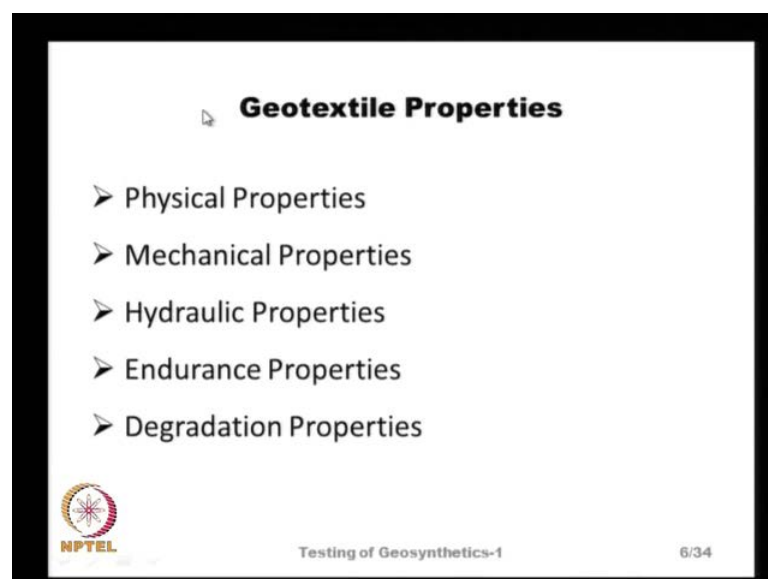 Geotextile Properties
➢ Physical Properties
➢ Mechanical Properties
➢ Hydraulic Properties
➢ Endurance Properties
➢ Degradation Properties
NPTEL
Testing of Geosynthetics-1
6/34